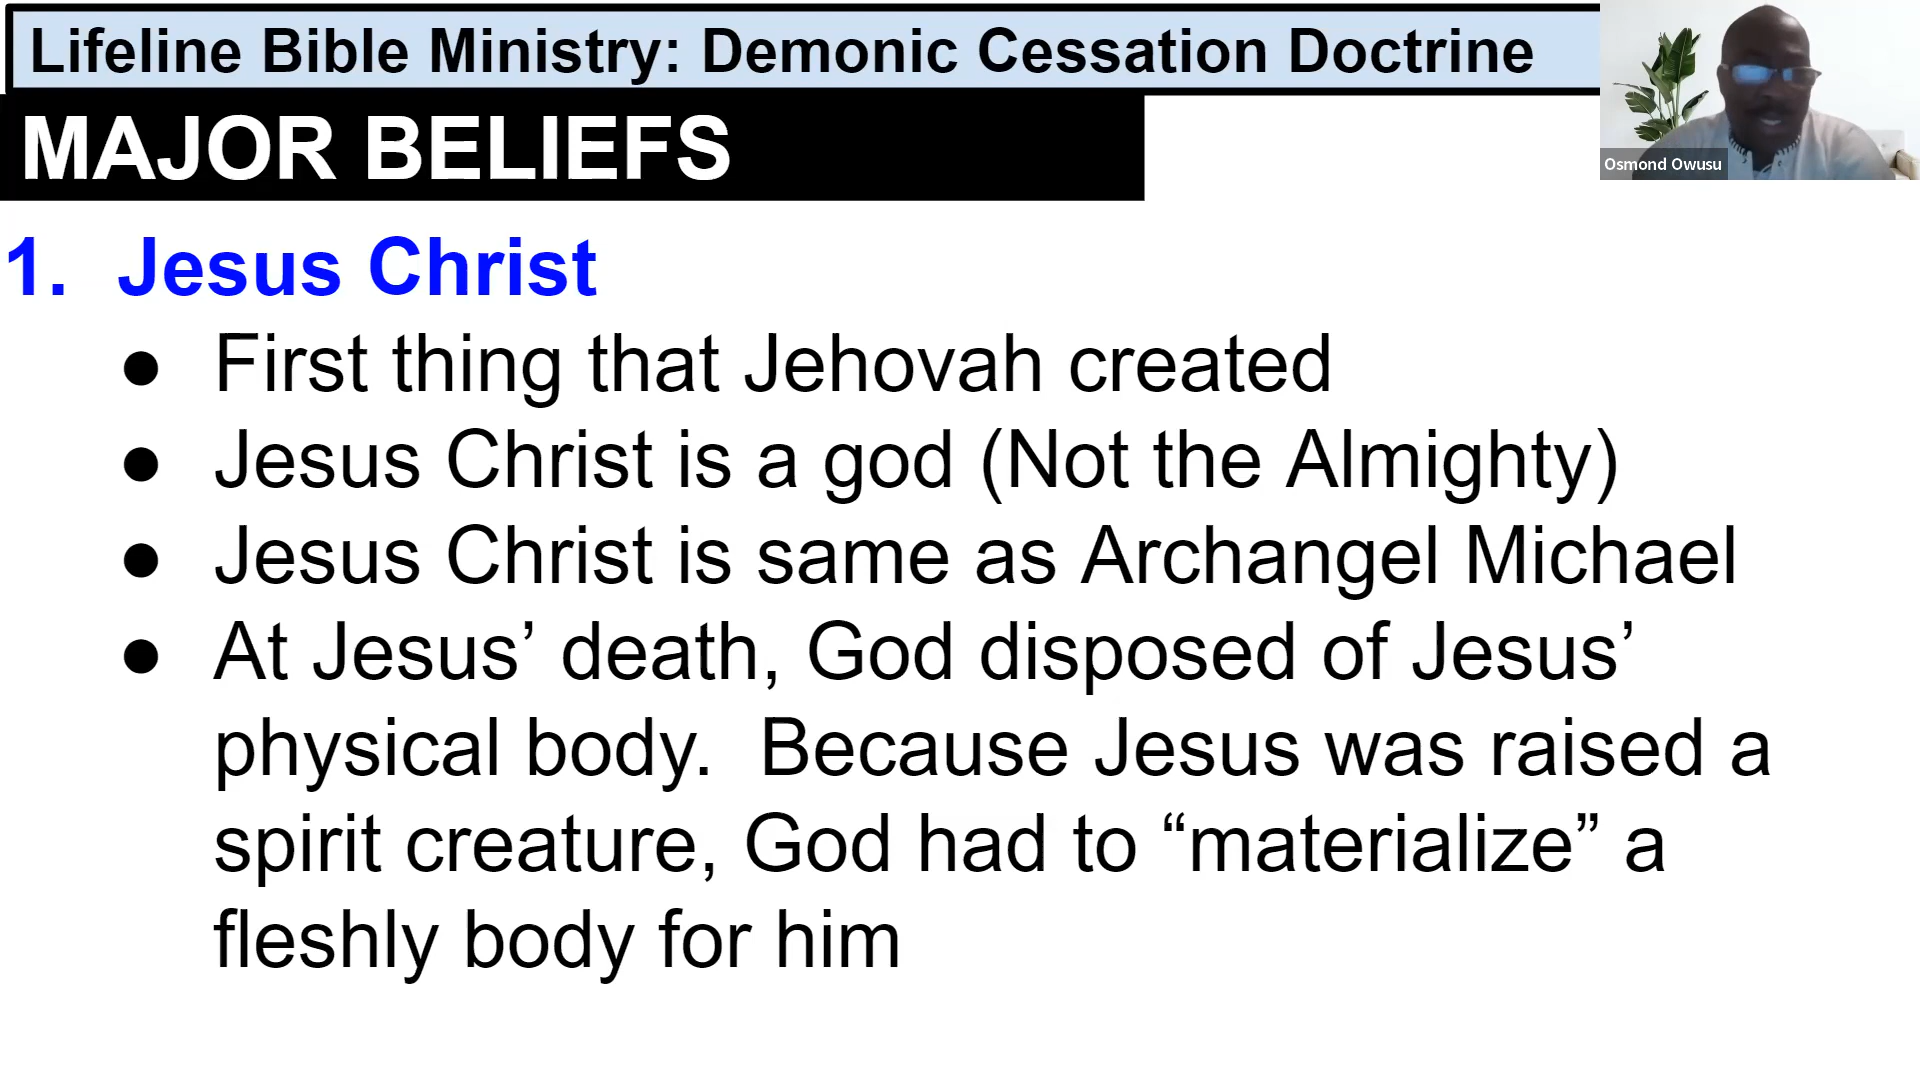 Lifeline Bible Ministry: Demonic Cessation Doctrine
MAJOR BELIEFS
Osmond Owusu
1. Jesus Christ
● First thing that Jehovah created
● Jesus Christ is a god (Not the Almighty)
● Jesus Christ is same as Archangel Michael
● At Jesus’ death, God disposed of Jesus’
physical body.  Because Jesus was raised a
spirit creature, God had to “materialize” a
fleshly body for him